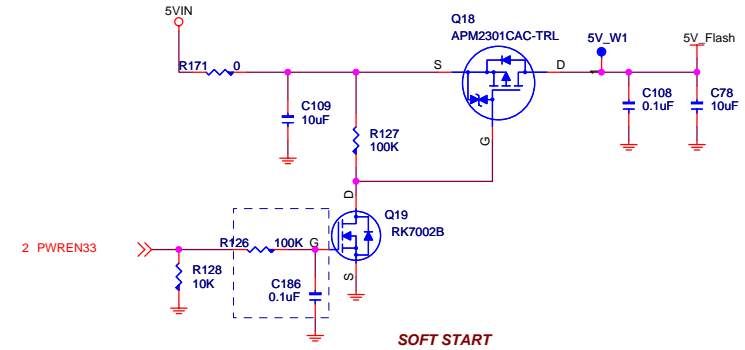 5VIN
Q18
APM2301CAC-TRL
5V_W1
5V_Flash
R171 0
S
D
C109
10uF
R127
100K
C108
0.1uF
C78
10uF
G
D
Q19
RK7002B
2 PWREN33
R126 100K G
R128
10K
C186
0.1uF
S
SOFT START